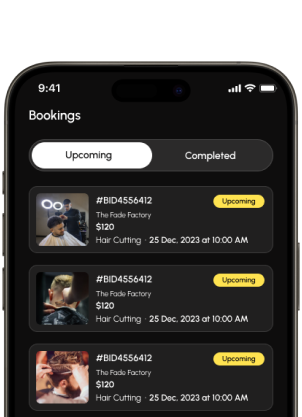 9:41
Bookings
Upcoming Completed
#BID4556412 Upcoming
The Fade Factory
$120
Hair Cutting · 25 Dec, 2023 at 10:00 AM
#BID4556412 Upcoming
The Fade Factory
$120
Hair Cutting · 25 Dec, 2023 at 10:00 AM
#BID4556412 Upcoming
The Fade Factory
$120
Hair Cutting · 25 Dec, 2023 at 10:00 AM